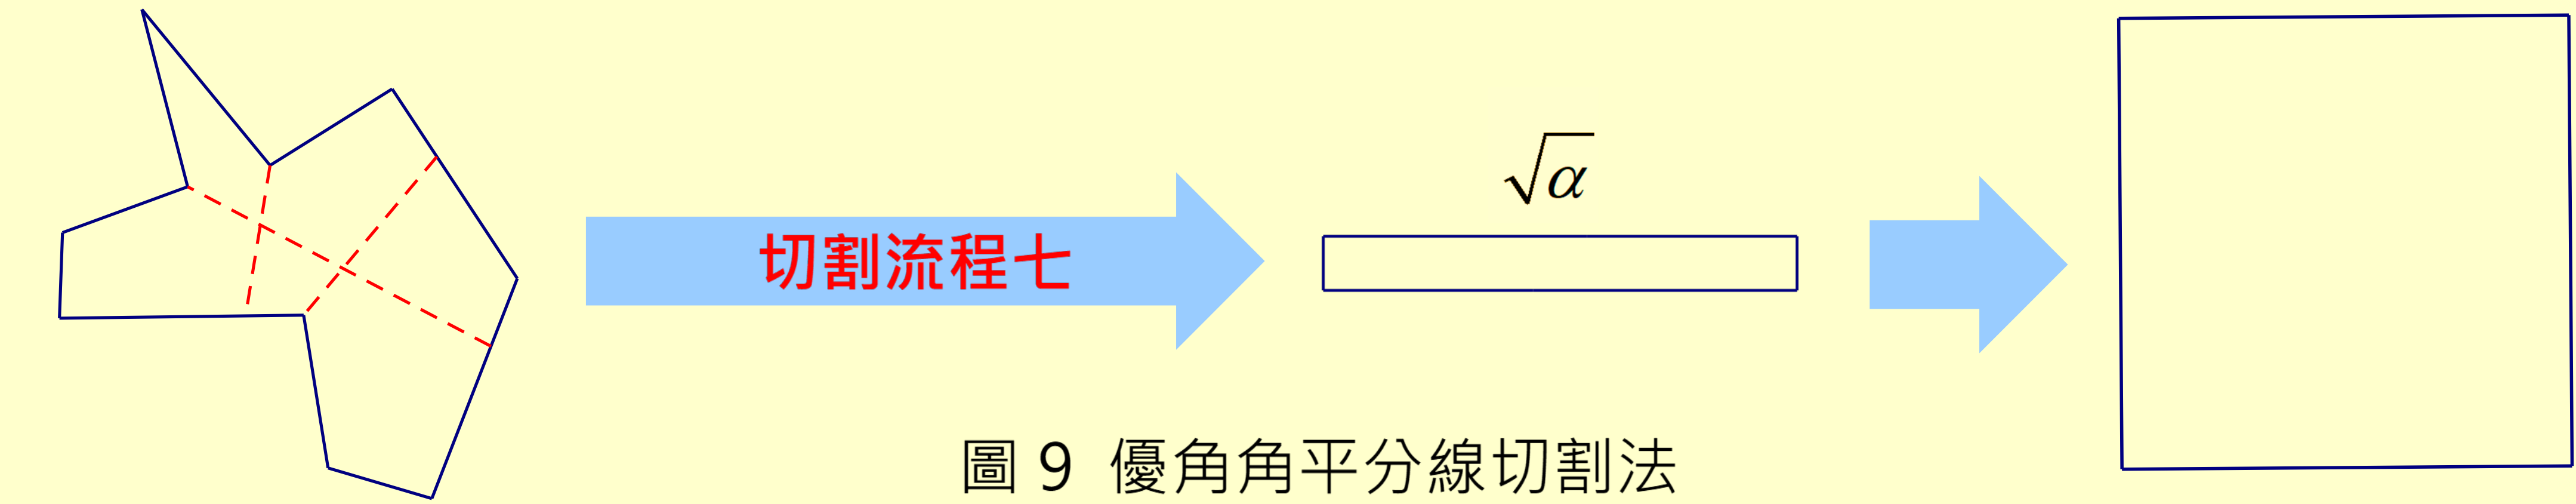 √α
切割流程七
圖 9 優角角平分線切割法